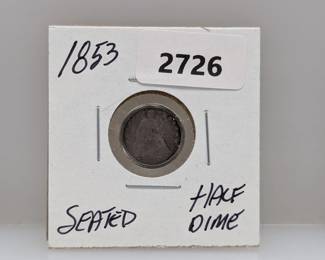 1853
2726
SEATED
HALF
DIME